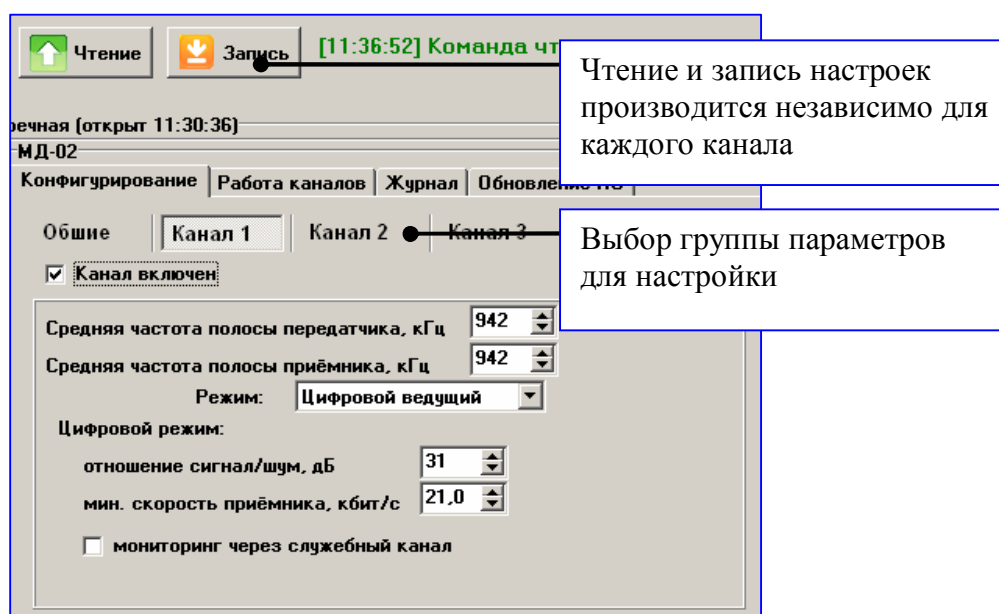 Чтение Запись [11:36:52] Команда чт
Чтение и запись настроек
производится независимо для
каждого канала
речная (открыт 11:30:36)
МД-02
Конфигурирование Работа каналов Журнал Обновление ПО
Обшие Канал 1 Канал 2 Канал 3
Выбор группы параметров
для настройки
Канал включен
Средняя частота полосы передатчика, кГц 942
Средняя частота полосы приёмника, кГц 942
Режим: Цифровой ведущий
Цифровой режим:
отношение сигнал/шум, дБ 31
мин. скорость приёмника, кбит/с 21,0
мониторинг через служебный канал